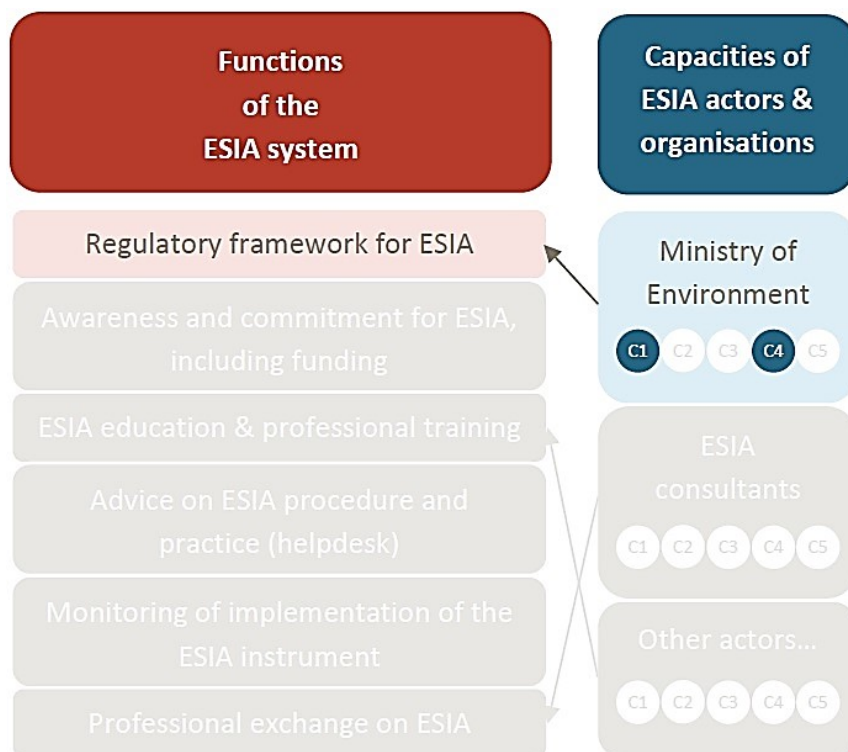 Functions
of the
ESIA system
Capacities of
ESIA actors &
organisations
Regulatory framework for ESIA
Awareness and commitment for ESIA,
including funding
ESIA education & professional training
Advice on ESIA procedure and
practice (helpdesk)
Monitoring of implementation of the
ESIA instrument
Professional exchange on ESIA
Ministry of
Environment
C1 C2 C3 C4 C5
ESIA
consultants
C1 C2 C3 C4 C5
Other actors...
C1 C2 C3 C4 C5